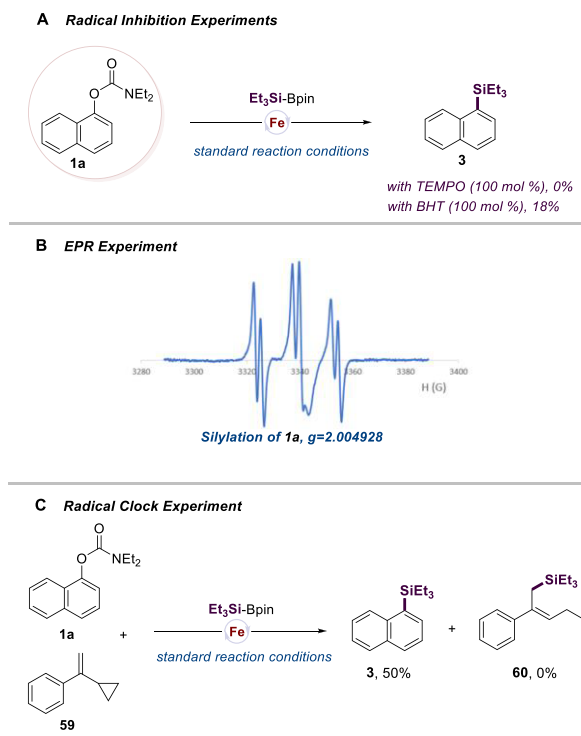 A Radical Inhibition Experiments
O
O
NEt2
1a
Et3Si-Bpin
Fe
standard reaction conditions
SiEt3
3
with TEMPO (100 mol %), 0%
with BHT (100 mol %), 18%
B EPR Experiment
3280 3300 3320 3340 3360 3380 3400
H (G)
Silylation of 1a, g=2.004928
C Radical Clock Experiment
O
O
NEt2
1a
+
59
Et3Si-Bpin
Fe
standard reaction conditions
SiEt3
3, 50%
+
SiEt3
60, 0%